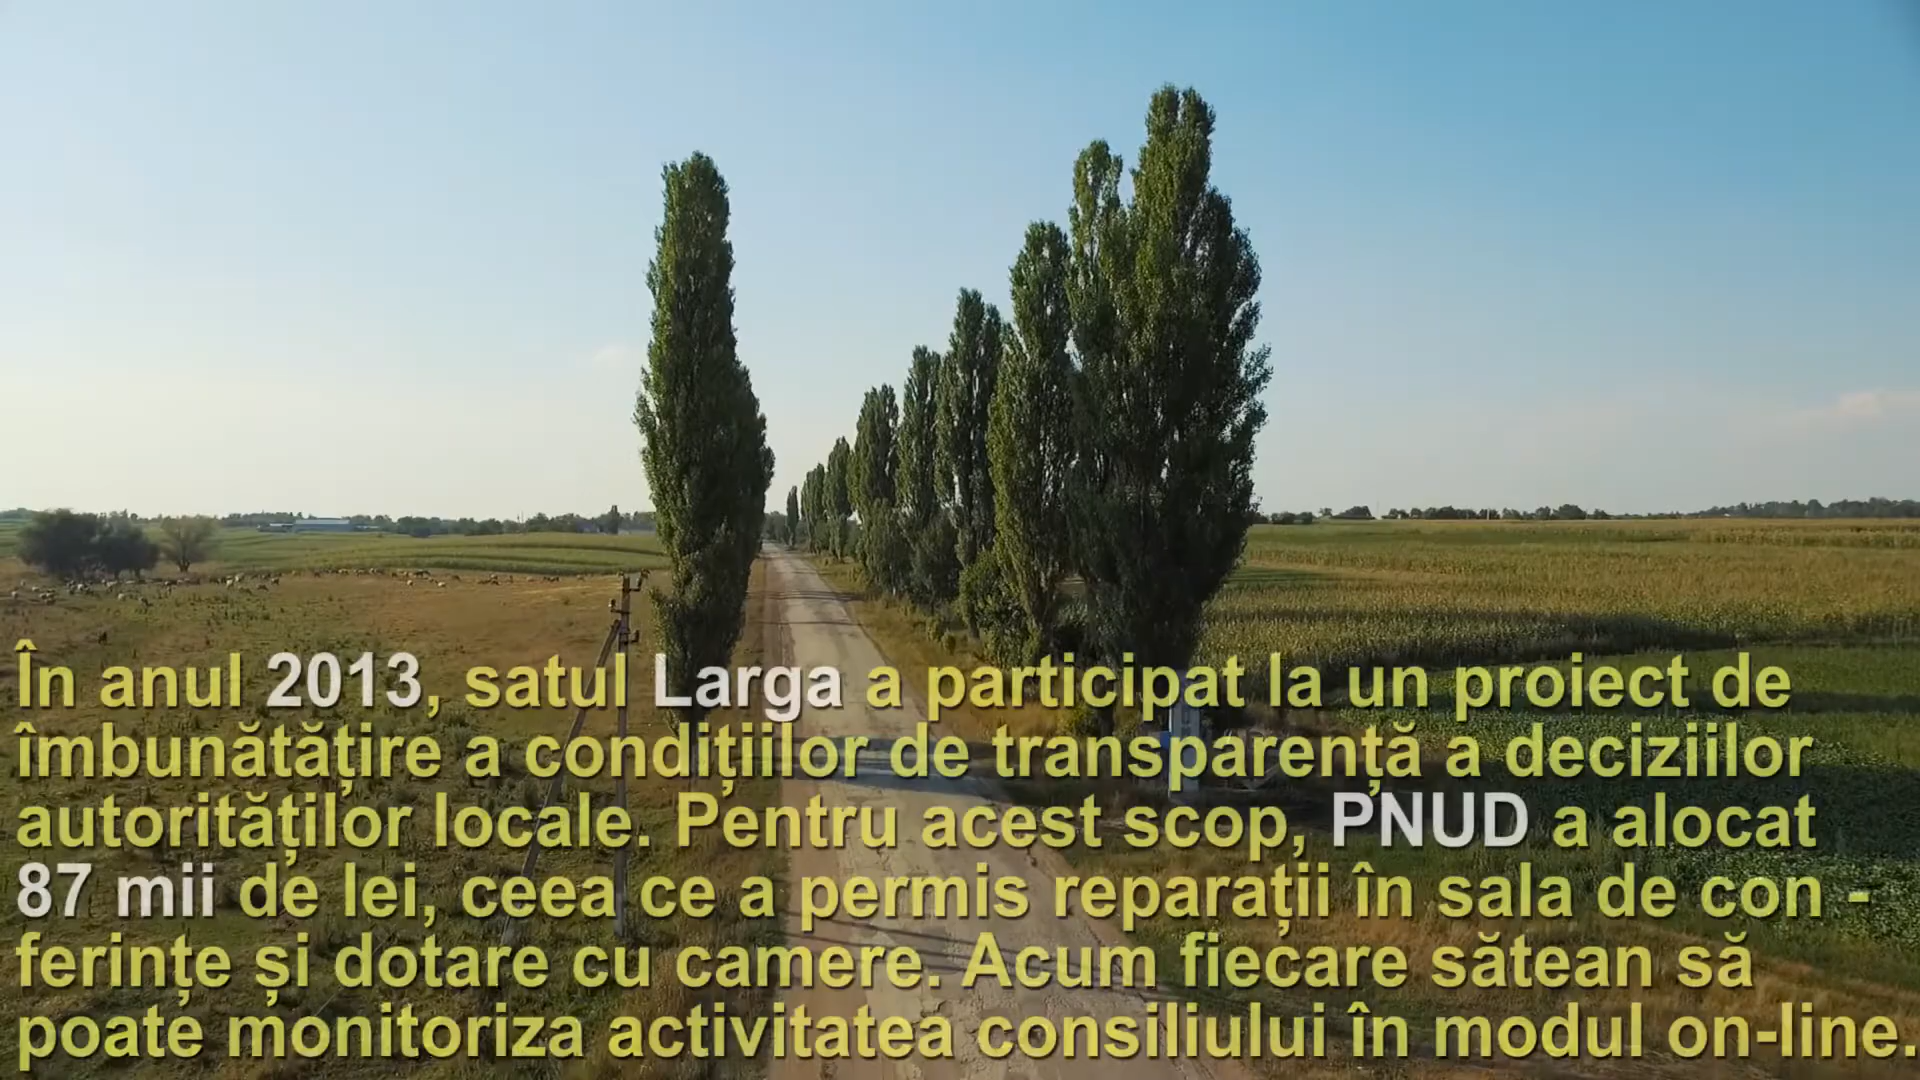 În anul 2013, satul Larga a participat la un proiect de
îmbunătățire a condițiilor de transparență a deciziilor
autorităților locale. Pentru acest scop, PNUD a alocat
87 mii de lei, ceea ce a permis reparații în sala de con -
ferințe și dotare cu camere. Acum fiecare sătean să
poate monitoriza activitatea consiliului în modul on-line.